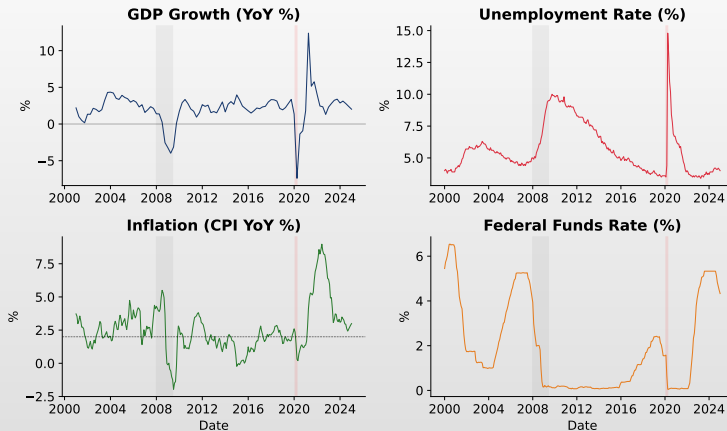 GDP Growth (YoY %)
%
10
5
0
−5
2000 2004 2008 2012 2016 2020 2024
Unemployment Rate (%)
%
15.0
12.5
10.0
7.5
5.0
2000 2004 2008 2012 2016 2020 2024
Inflation (CPI YoY %)
%
7.5
5.0
2.5
0.0
−2.5
2000 2004 2008 2012 2016 2020 2024
Date
Federal Funds Rate (%)
%
6
4
2
0
2000 2004 2008 2012 2016 2020 2024
Date